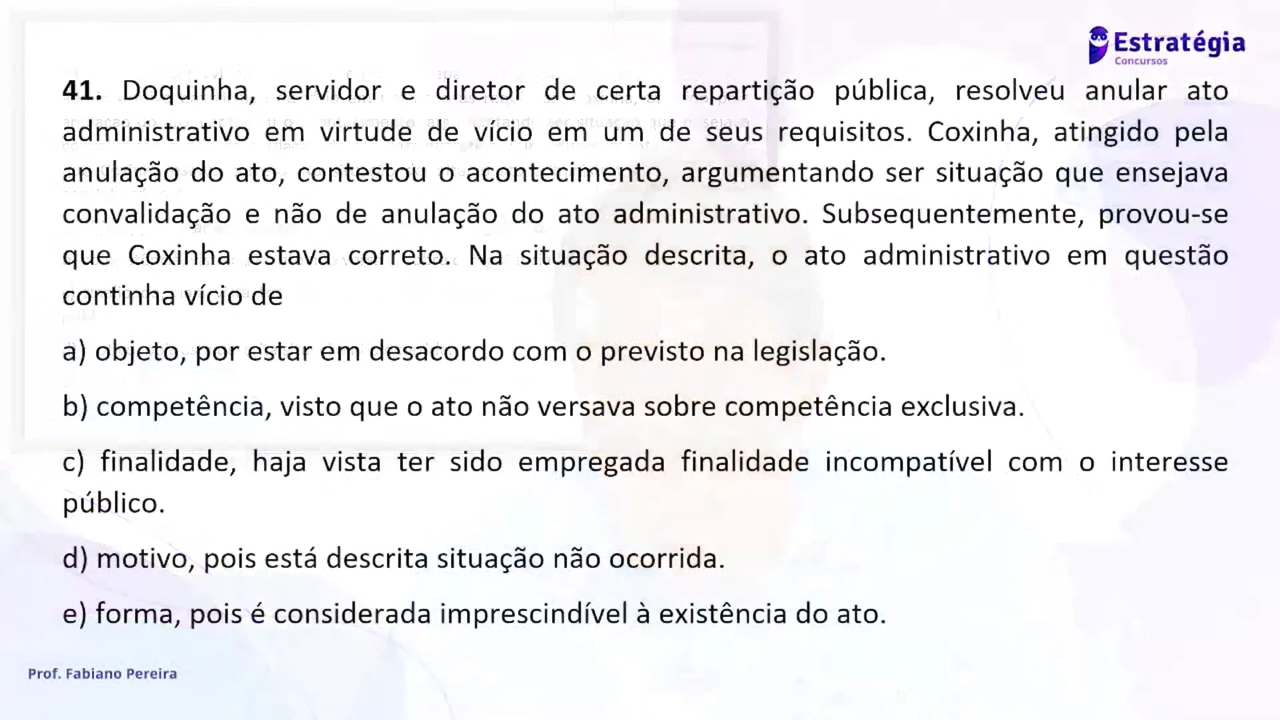 Estratégia
Concursos
41. Doquinha, servidor e diretor de certa repartição pública, resolveu anular ato
administrativo em virtude de vício em um de seus requisitos. Coxinha, atingido pela
anulação do ato, contestou o acontecimento, argumentando ser situação que ensejava
convalidação e não de anulação do ato administrativo. Subsequentemente, provou-se
que Coxinha estava correto. Na situação descrita, o ato administrativo em questão
continha vício de
a) objeto, por estar em desacordo com o previsto na legislação.
b) competência, visto que o ato não versava sobre competência exclusiva.
c) finalidade, haja vista ter sido empregada finalidade incompatível com o interesse
público.
d) motivo, pois está descrita situação não ocorrida.
e) forma, pois é considerada imprescindível à existência do ato.
Prof. Fabiano Pereira